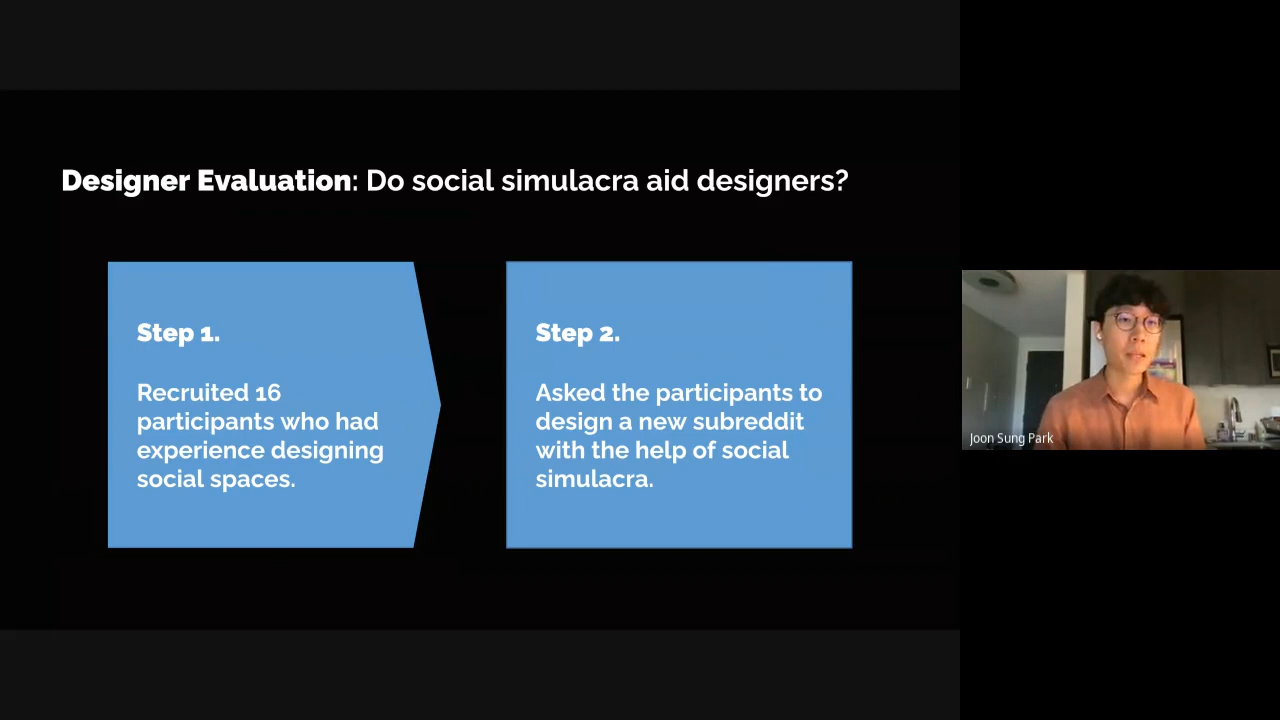 Designer Evaluation: Do social simulacra aid designers?
Step 1.
Recruited 16
participants who had
experience designing
social spaces.
Step 2.
Asked the participants to
design a new subreddit
with the help of social
simulacra.
Joon Sung Park